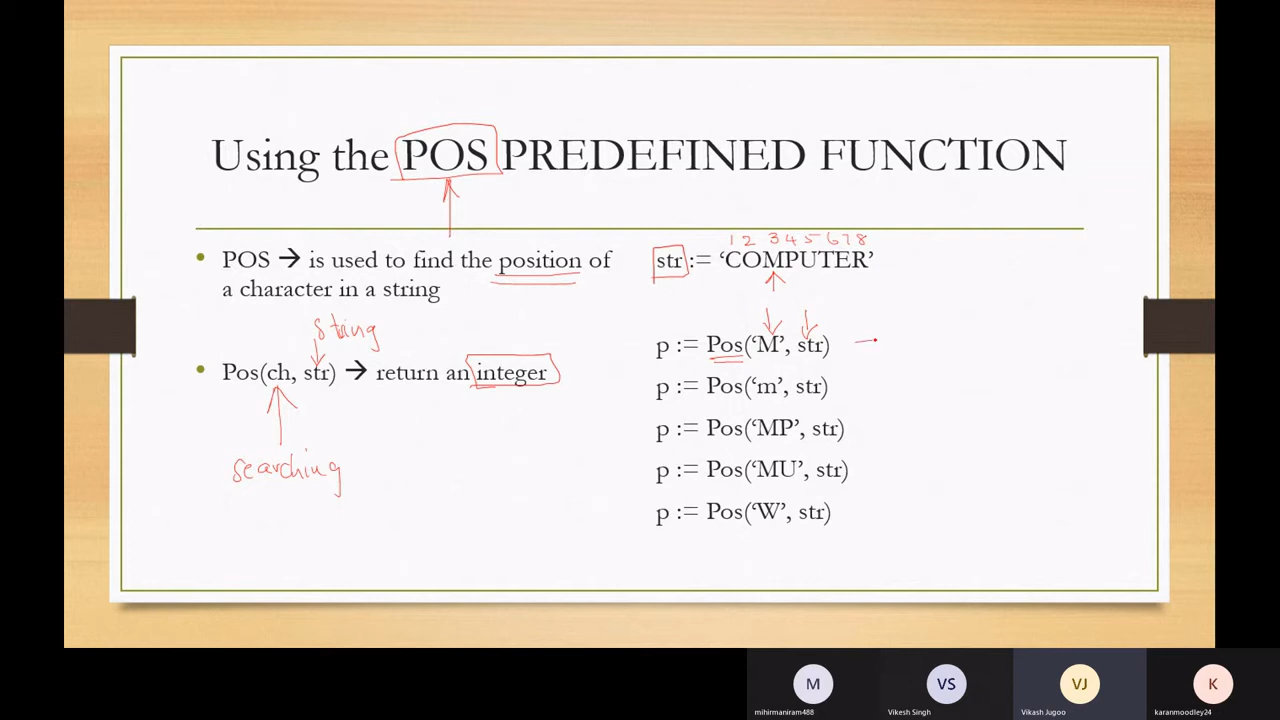 Using the POS PREDEFINED FUNCTION
• POS → is used to find the position of
a character in a string
string
• Pos(ch, str) → return an integer
searching
1 2 3 4 5 6 7 8
str := ‘COMPUTER’
p := Pos(‘M’, str)
p := Pos(‘m’, str)
p := Pos(‘MP’, str)
p := Pos(‘MU’, str)
p := Pos(‘W’, str)
M
mihirmaniram488
VS
Vikesh Singh
VJ
Vikash Jugoo
K
karanmoodley24